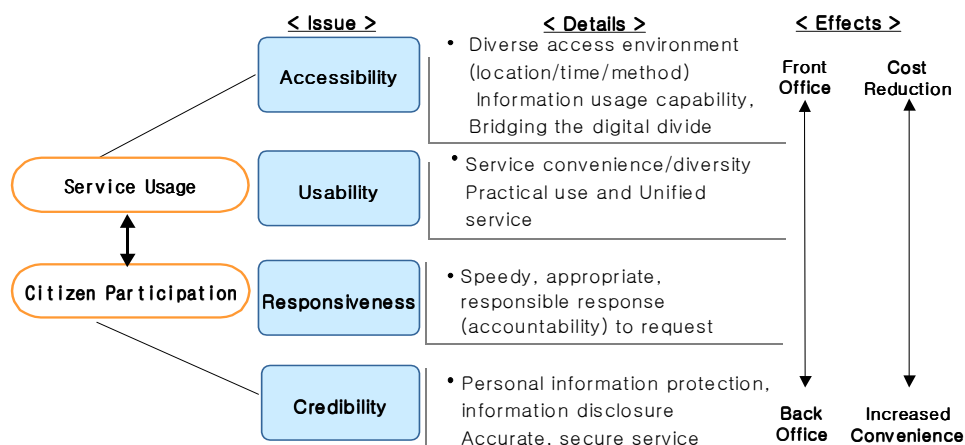 < Issue >
< Details >
< Effects >
Service Usage
Citizen Participation
Accessibility
• Diverse access environment
(location/time/method)
Information usage capability,
Bridging the digital divide
Usability
• Service convenience/diversity
Practical use and Unified
service
Responsiveness
• Speedy, appropriate,
responsible response
(accountability) to request
Credibility
• Personal information protection,
information disclosure
Accurate, secure service
Front
Office
Back
Office
Cost
Reduction
Increased
Convenience